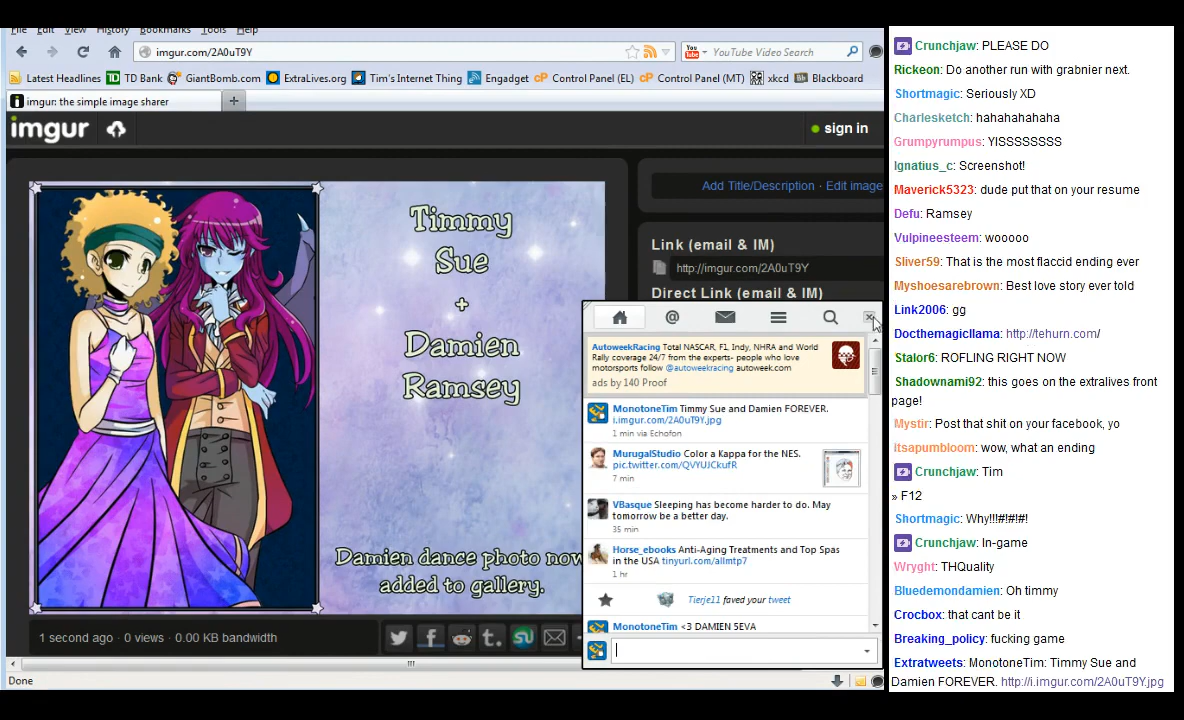 File Edit View History Bookmarks Tools Help
imgur.com/2A0uT9Y
YouTube Video Search
Latest Headlines TD Bank GiantBomb.com ExtraLives.org Tim's Internet Thing Engadget Control Panel (EL) Control Panel (MT) xkcd Blackboard
imgur: the simple image sharer
imgur
sign in
Add Title/Description · Edit image
Link (email & IM)
http://imgur.com/2A0uT9Y
Direct Link (email & IM)
Timmy
Sue
+
Damien
Ramsey
Damien dance photo now
added to gallery.
1 second ago · 0 views · 0.00 KB bandwidth
Done
AutoweekRacing Total NASCAR, F1, Indy, NHRA and World
Rally coverage 24/7 from the experts- people who love
motorsports follow @autoweekracing autoweek.com
ads by 140 Proof
MonotoneTim Timmy Sue and Damien FOREVER.
i.imgur.com/2A0uT9Y.jpg
1 min via Echofon
MurugalStudio Color a Kappa for the NES.
pic.twitter.com/QVYUJCkufR
7 min
VBasque Sleeping has become harder to do. May
tomorrow be a better day.
35 min
Horse_ebooks Anti-Aging Treatments and Top Spas
in the USA tinyurl.com/allmtp7
1 hr
Tierje11 faved your tweet
MonotoneTim <3 DAMIEN 5EVA
Crunchjaw: PLEASE DO
Rickeon: Do another run with grabnier next.
Shortmagic: Seriously XD
Charlesketch: hahahahahaha
Grumpyrumpus: YISSSSSSSS
Ignatius_c: Screenshot!
Maverick5323: dude put that on your resume
Defu: Ramsey
Vulpineesteem: wooooo
Sliver59: That is the most flaccid ending ever
Myshoesarebrown: Best love story ever told
Link2006: gg
Docthemagicllama: http://tehurn.com/
Stalor6: ROFLING RIGHT NOW
Shadownami92: this goes on the extralives front
page!
Mystir: Post that shit on your facebook, yo
Itsapumbloom: wow, what an ending
Crunchjaw: Tim
» F12
Shortmagic: Why!!!#!#!#!
Crunchjaw: In-game
Wryght: THQuality
Bluedemondamien: Oh timmy
Crocbox: that cant be it
Breaking_policy: fucking game
Extratweets: MonotoneTim: Timmy Sue and
Damien FOREVER. http://i.imgur.com/2A0uT9Y.jpg